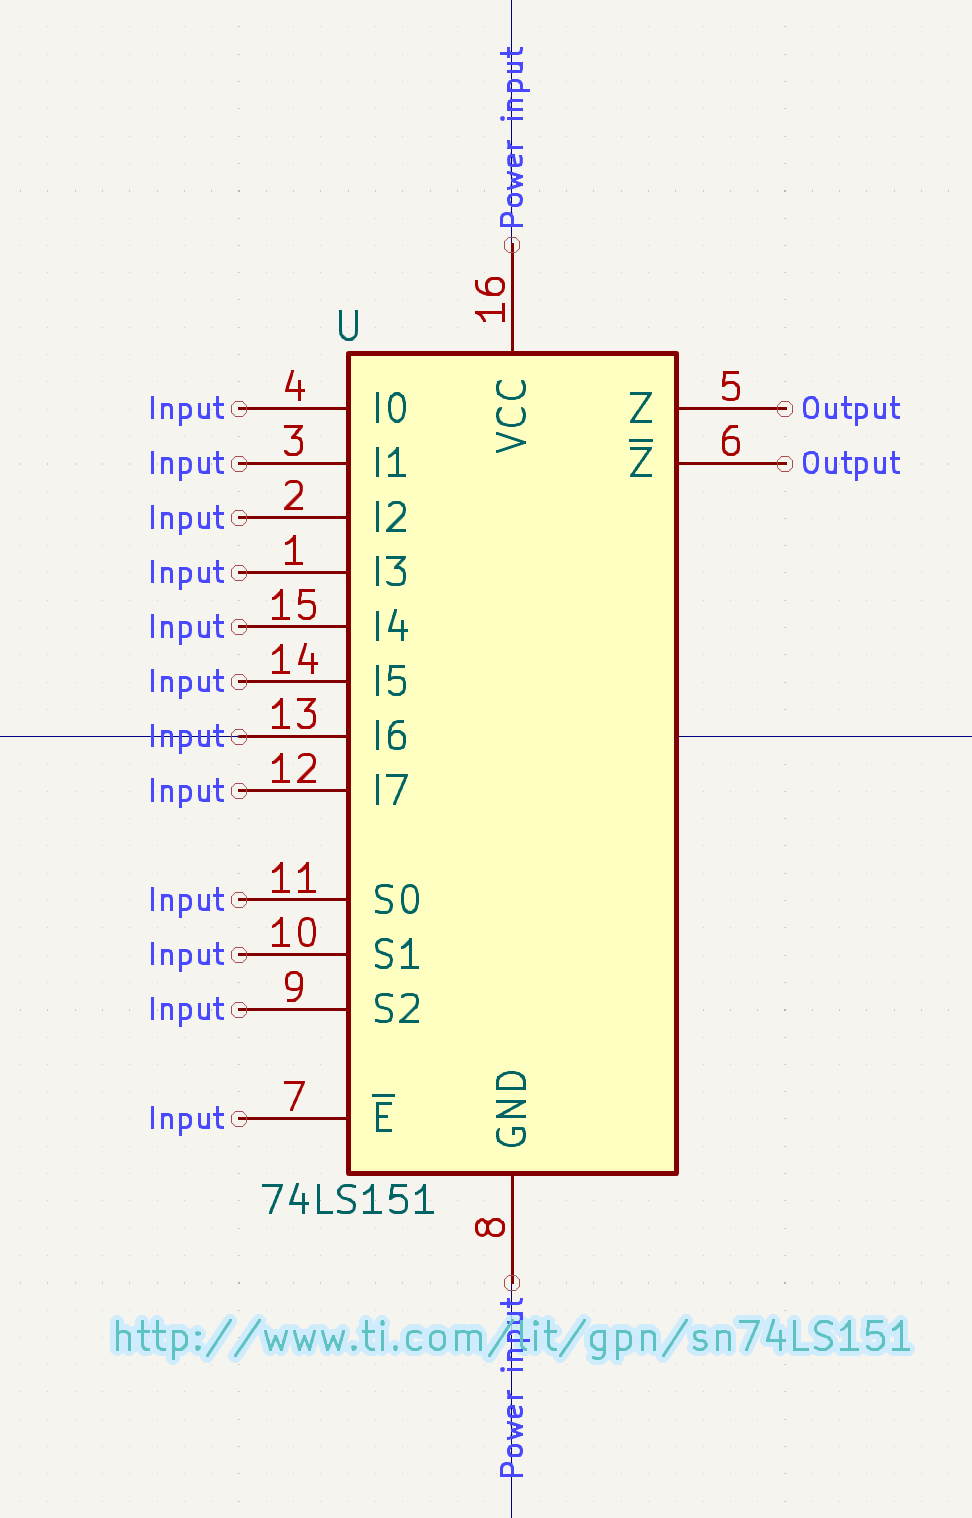 Power input
16
U
VCC
Input 4 I0 Z 5 Output
Input 3 I1 Z̅ 6 Output
Input 2 I2
Input 1 I3
Input 15 I4
Input 14 I5
Input 13 I6
Input 12 I7
Input 11 S0
Input 10 S1
Input 9 S2
Input 7 E̅
GND
74LS151
8
http://www.ti.com/lit/gpn/sn74LS151
Power input